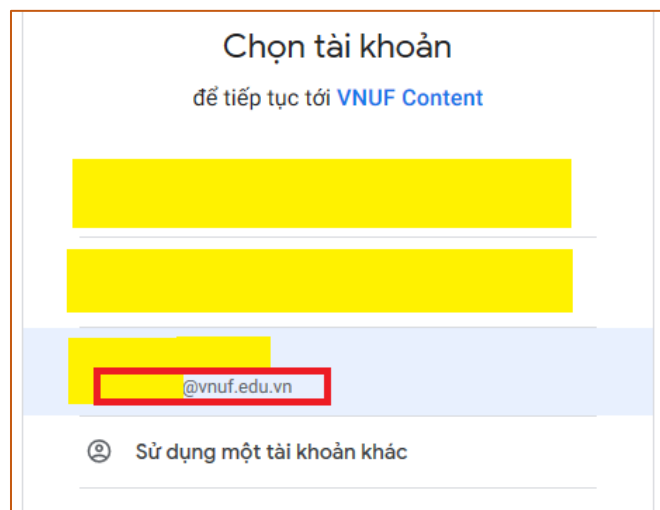 Chọn tài khoản
để tiếp tục tới VNUF Content
@vnuf.edu.vn
Sử dụng một tài khoản khác